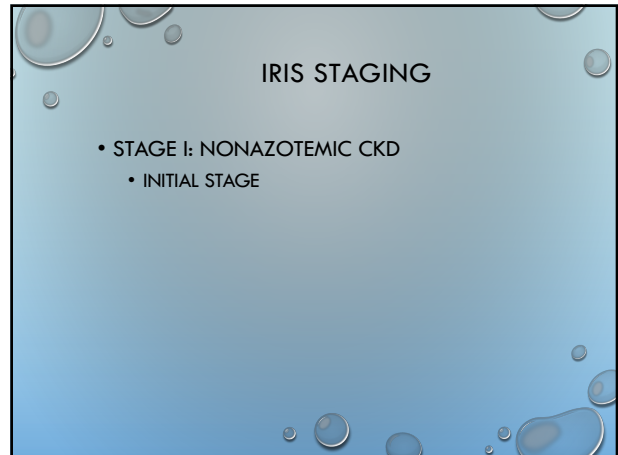 IRIS STAGING
• STAGE I: NONAZOTEMIC CKD
• INITIAL STAGE